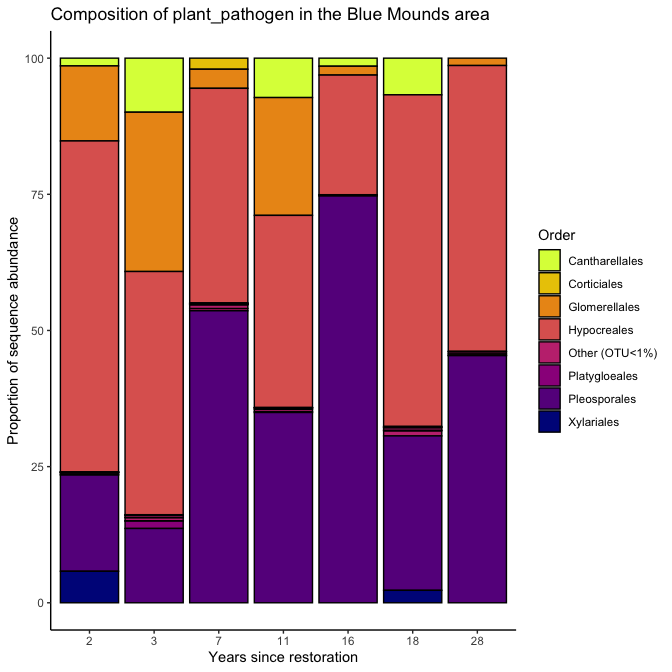 Composition of plant_pathogen in the Blue Mounds area
Proportion of sequence abundance
100
75
50
25
0
2 3 7 11 16 18 28
Years since restoration
Order
Cantharellales
Corticiales
Glomerellales
Hypocreales
Other (OTU<1%)
Platygloeales
Pleosporales
Xylariales